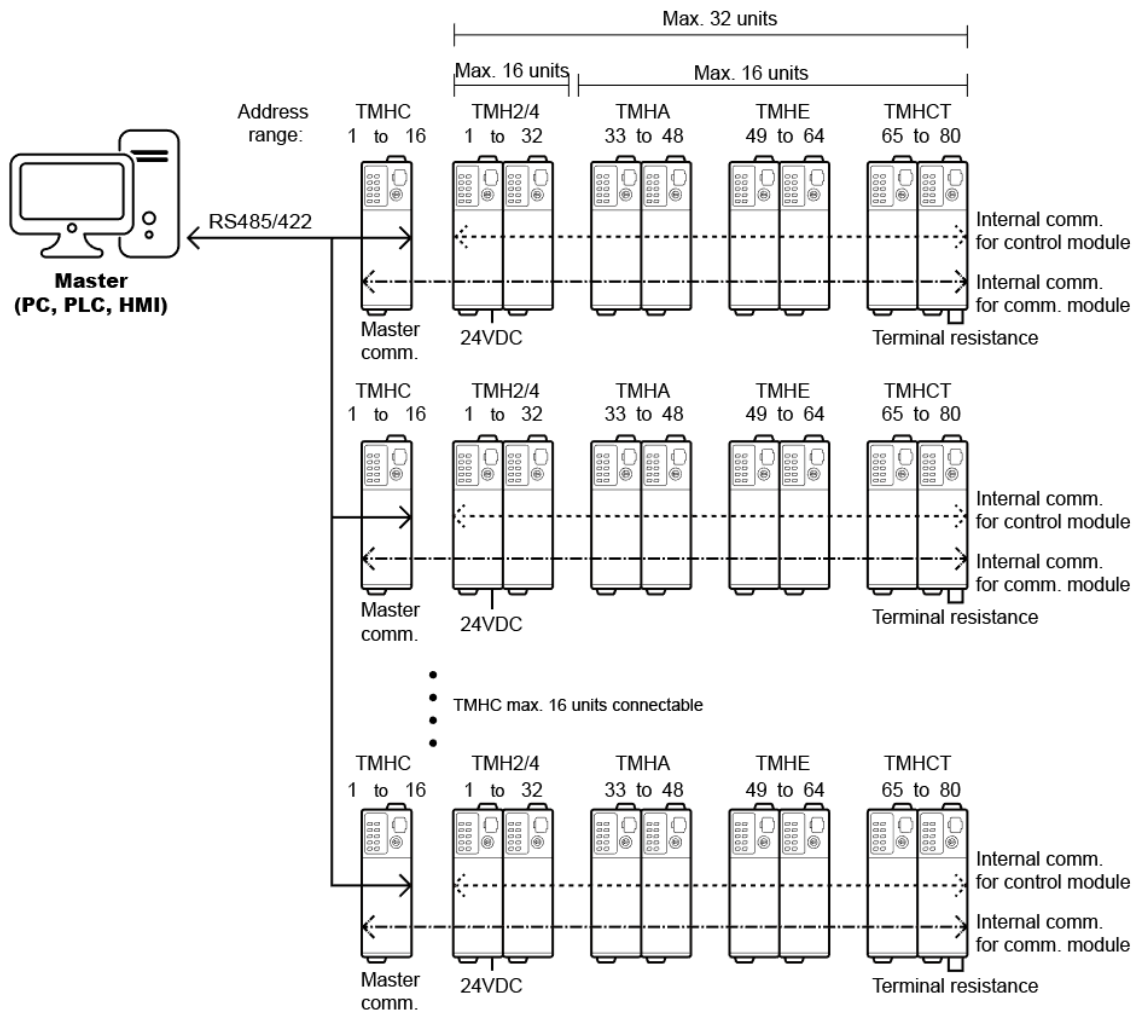 Max. 32 units
Max. 16 units
Max. 16 units
Address range:
TMHC
1 to 16
TMH2/4
1 to 32
TMHA
33 to 48
TMHE
49 to 64
TMHCT
65 to 80
RS485/422
Master
(PC, PLC, HMI)
Internal comm.
for control module
Internal comm.
for comm. module
Master
comm.
24VDC
Terminal resistance
TMHC
1 to 16
TMH2/4
1 to 32
TMHA
33 to 48
TMHE
49 to 64
TMHCT
65 to 80
Internal comm.
for control module
Internal comm.
for comm. module
Master
comm.
24VDC
Terminal resistance
TMHC max. 16 units connectable
TMHC
1 to 16
TMH2/4
1 to 32
TMHA
33 to 48
TMHE
49 to 64
TMHCT
65 to 80
Internal comm.
for control module
Internal comm.
for comm. module
Master
comm.
24VDC
Terminal resistance